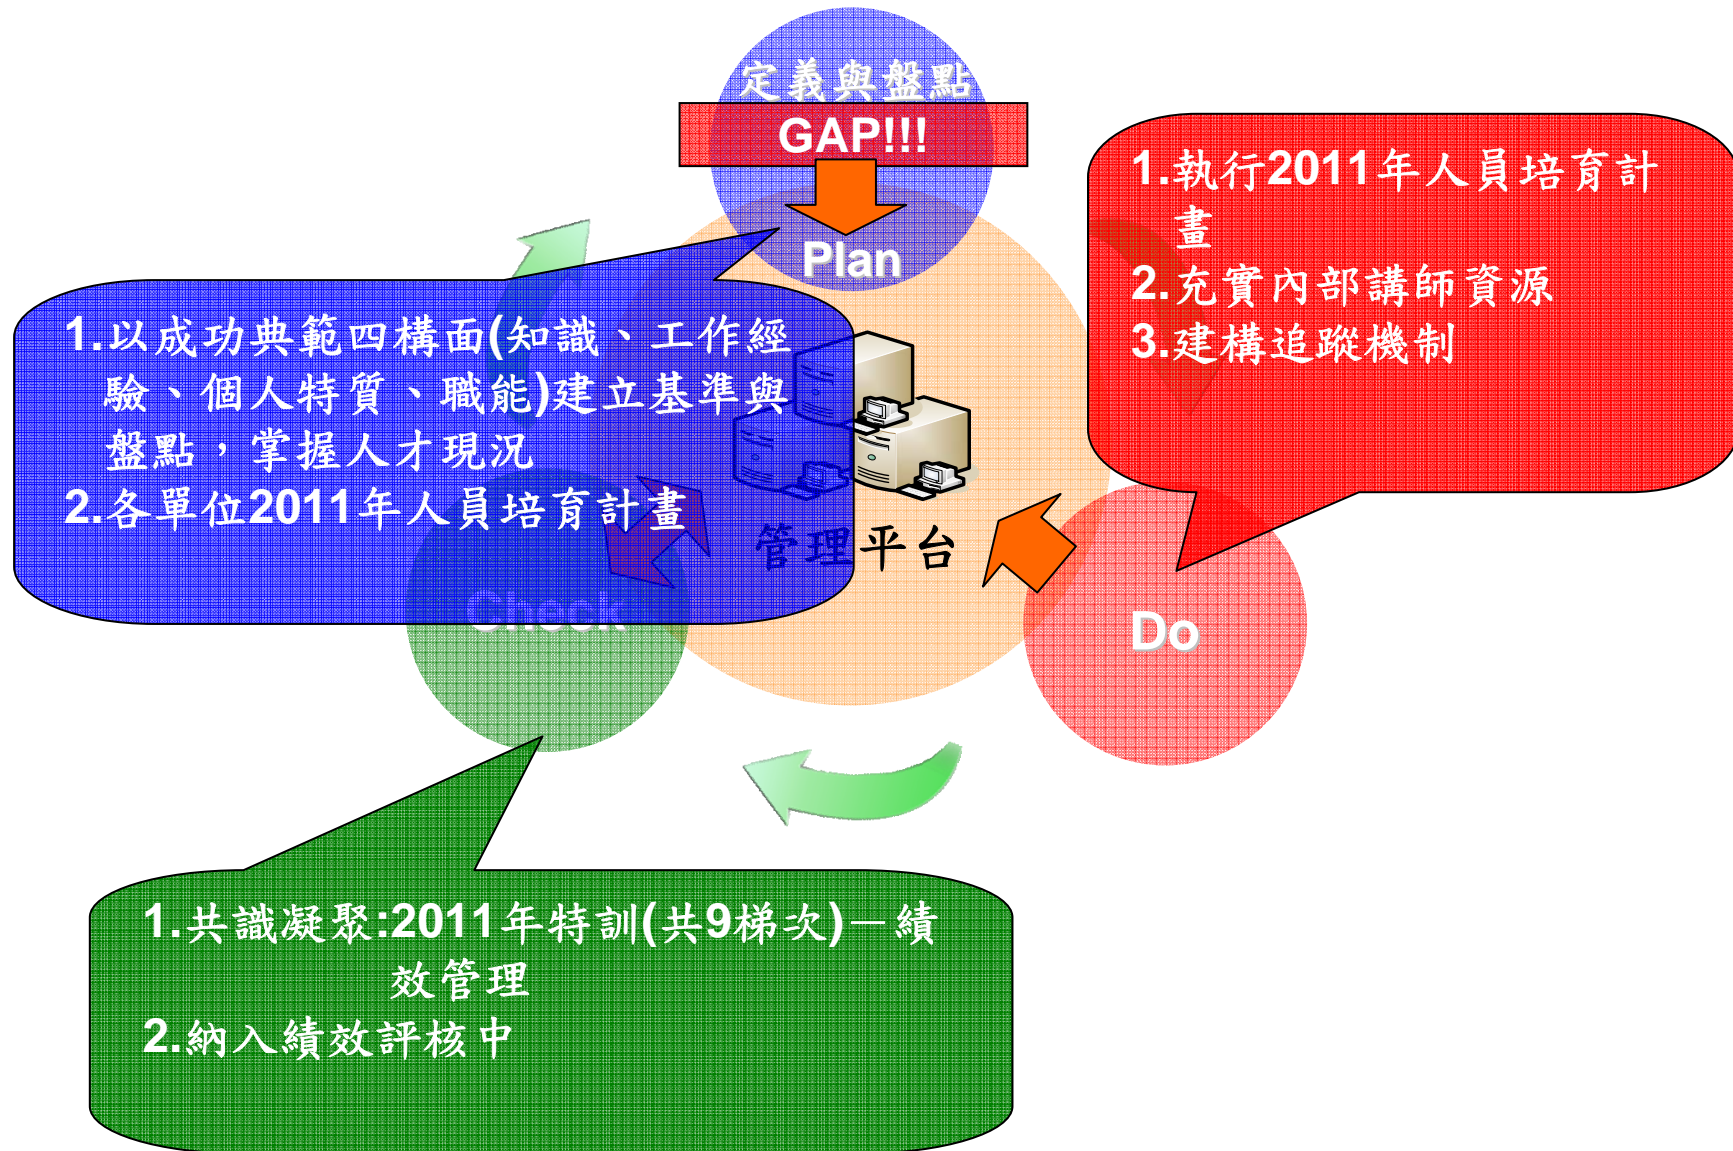 定義與盤點
GAP!!!
Plan
1.執行2011年人員培育計
畫
2.充實內部講師資源
3.建構追蹤機制
1.以成功典範四構面(知識、工作經
驗、個人特質、職能)建立基準與
盤點，掌握人才現況
2.各單位2011年人員培育計畫
管理平台
Check
Do
1.共識凝聚:2011年特訓(共9梯次)－績
效管理
2.納入績效評核中